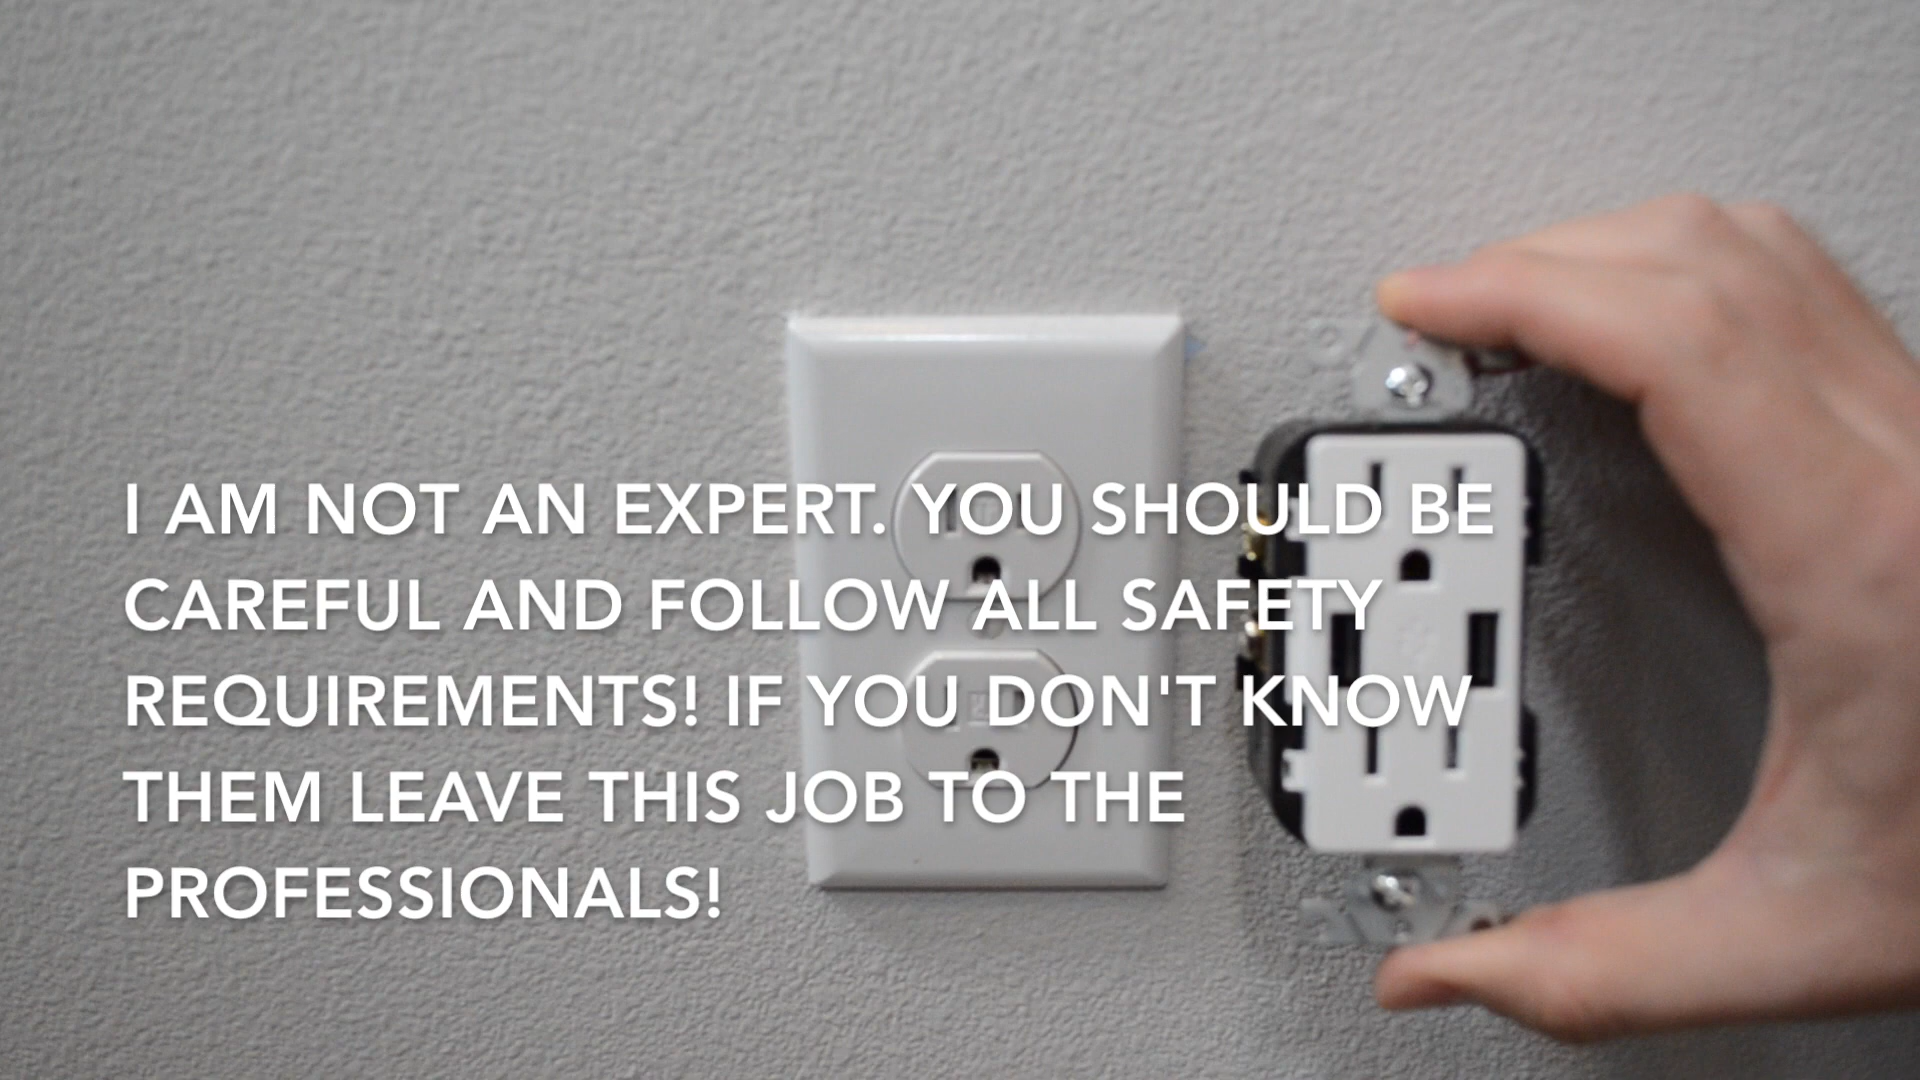 I AM NOT AN EXPERT. YOU SHOULD BE
CAREFUL AND FOLLOW ALL SAFETY
REQUIREMENTS! IF YOU DON'T KNOW
THEM LEAVE THIS JOB TO THE
PROFESSIONALS!